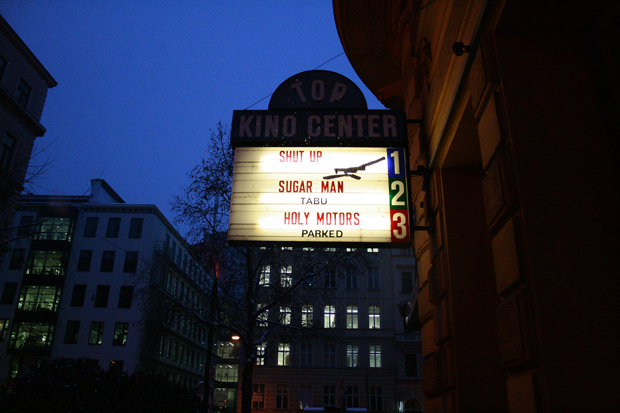 TOP
KINO CENTER
SHUT UP 1
SUGAR MAN 2
TABU
HOLY MOTORS 3
PARKED